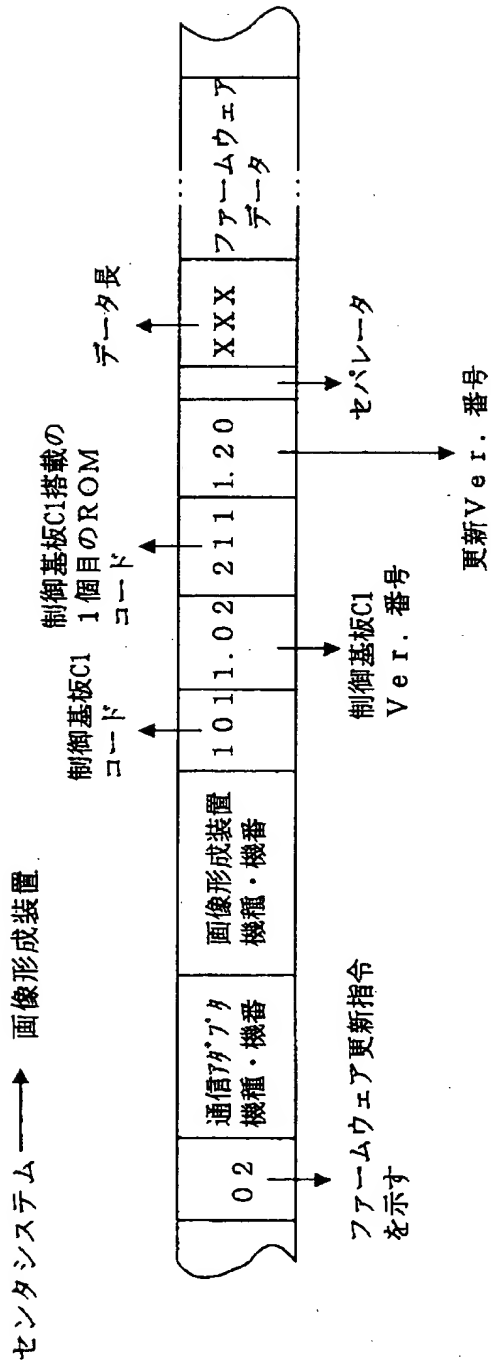 センタシステム → 画像形成装置
制御基板C1
コード
制御基板C1搭載の
1個目のROM
コード
データ長
02
通信アダプタ
機種・機番
画像形成装置
機種・機番
101
1.02
211
1.20
XXX
ファームウェア
データ
ファームウェア更新指令
を示す
制御基板C1
Ver. 番号
更新Ver. 番号
セパレータ